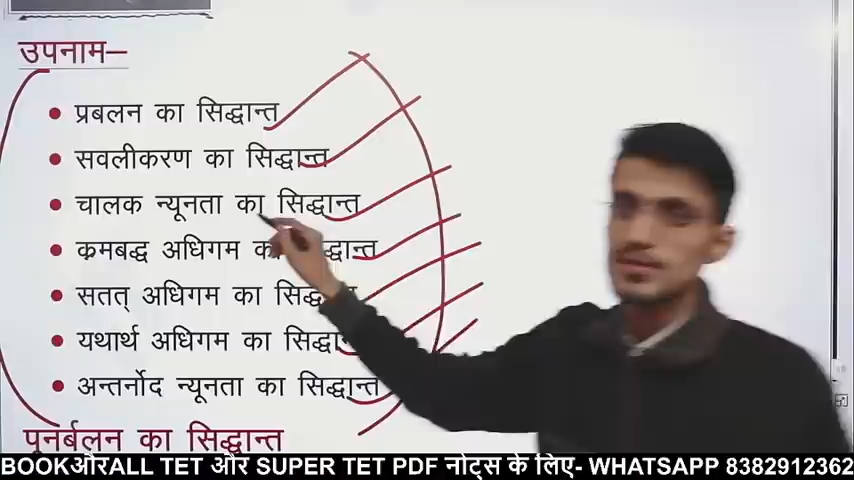 उपनाम–
• प्रबलन का सिद्धान्त
• सवलीकरण का सिद्धान्त
• चालक न्यूनता का सिद्धान्त
• क्रमबद्ध अधिगम का
• सतत् अधिगम का
• यथार्थ अधिगम का
• अन्तर्नोद न्यूनता का सिद्धान्त
पुनर्बलन का सिद्धान्त
BOOKऔरALL TET और SUPER TET PDF नोट्स के लिए- WHATSAPP 8382912362